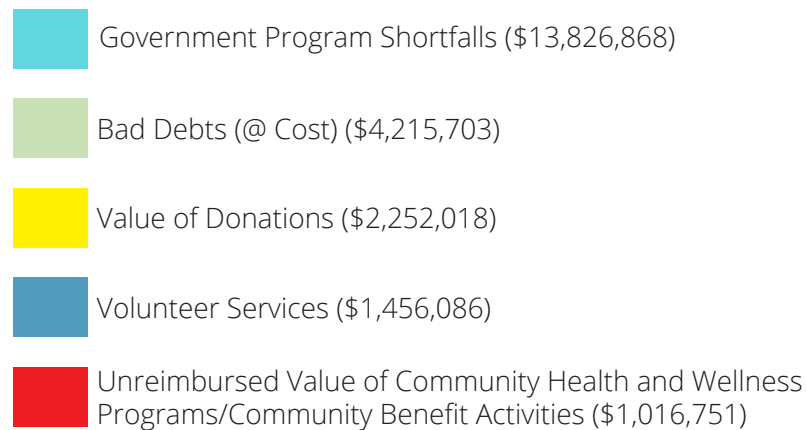 Government Program Shortfalls ($13,826,868)
Bad Debts (@ Cost) ($4,215,703)
Value of Donations ($2,252,018)
Volunteer Services ($1,456,086)
Unreimbursed Value of Community Health and Wellness
Programs/Community Benefit Activities ($1,016,751)